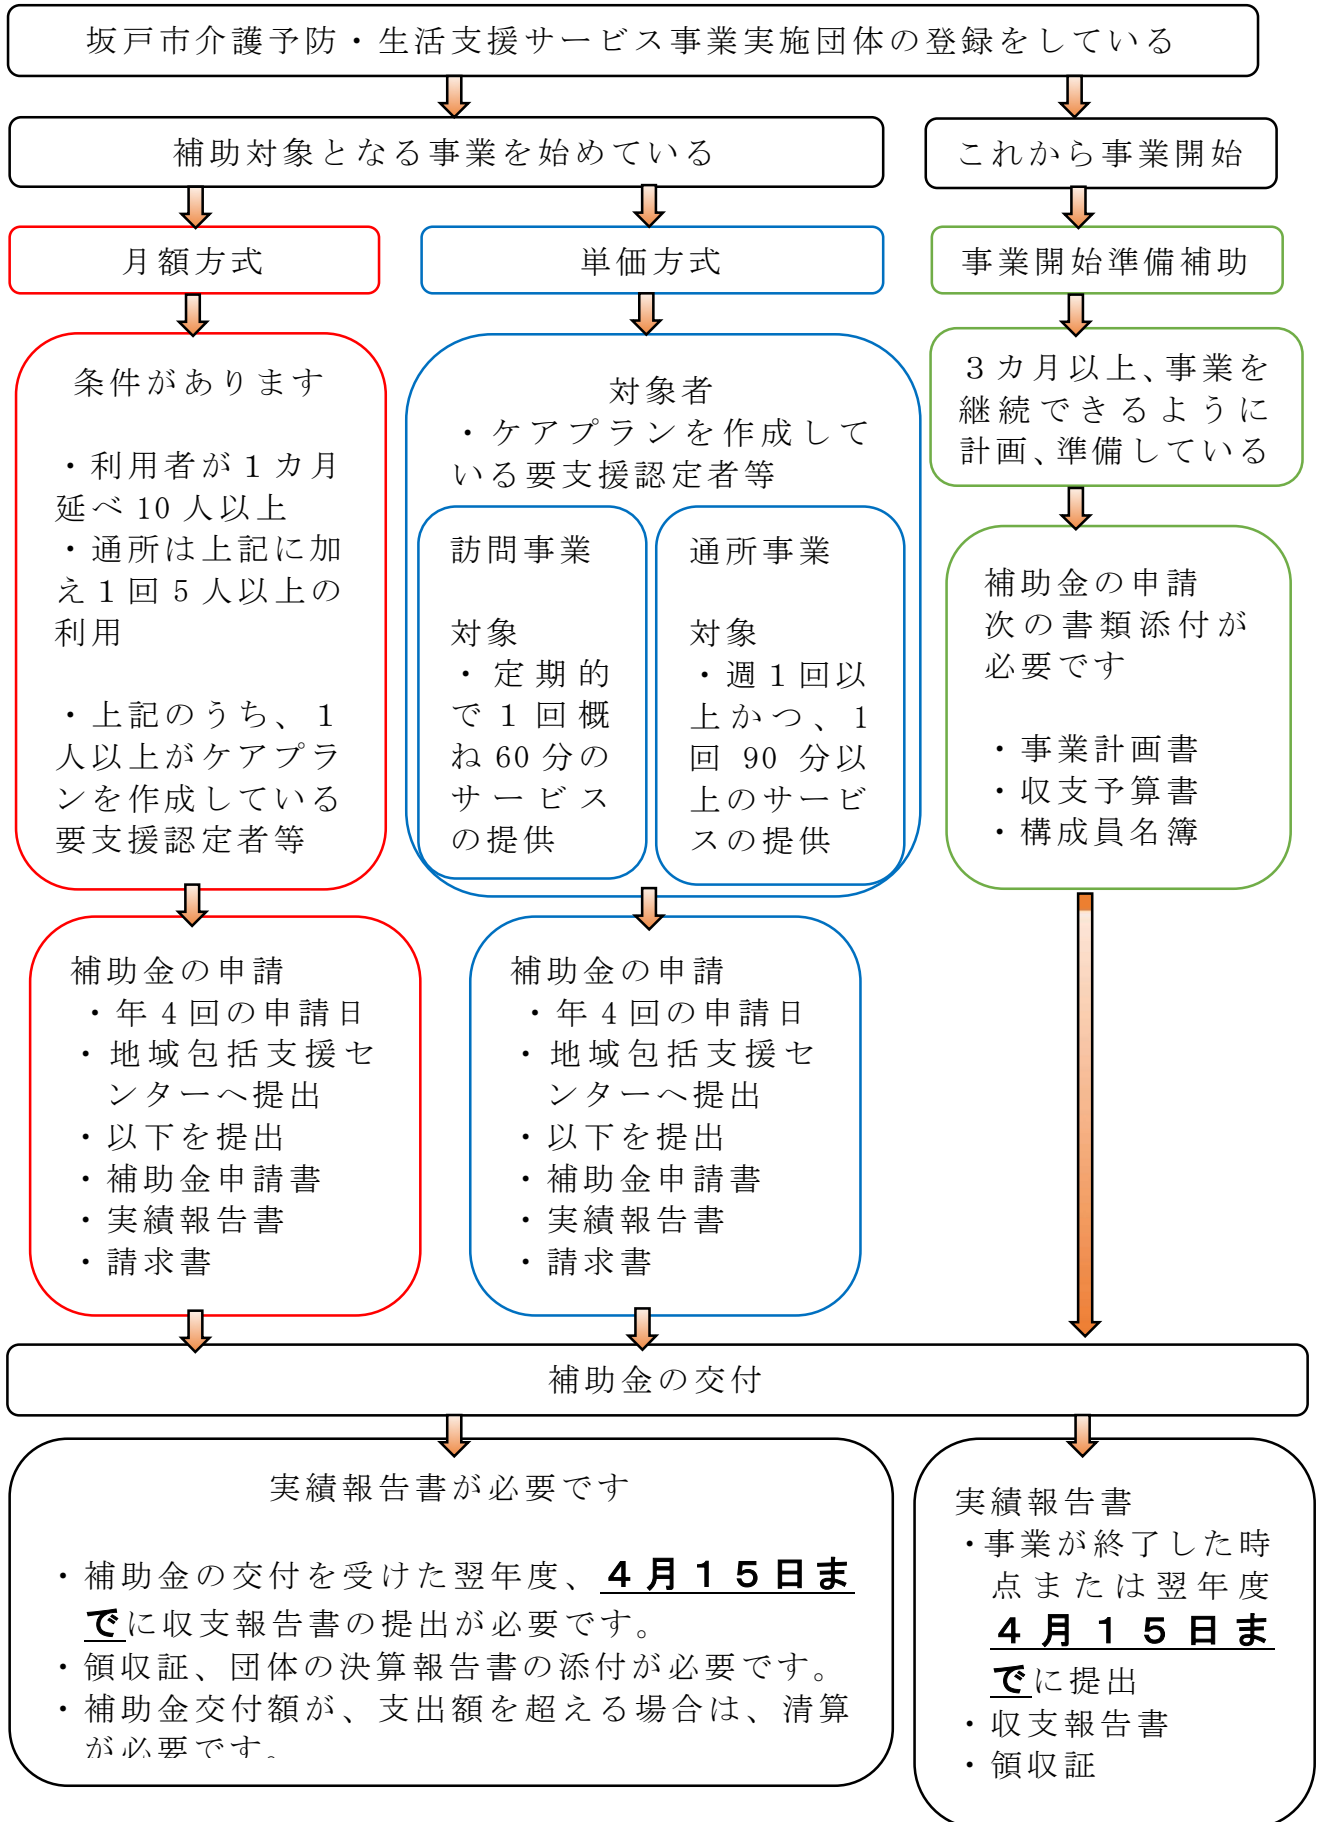 坂戸市介護予防・生活支援サービス事業実施団体の登録をしている
補助対象となる事業を始めている
これから事業開始
月額方式
単価方式
事業開始準備補助
条件があります
・利用者が１カ月
延べ10人以上
・通所は上記に加
え１回5人以上の
利用
・上記のうち、１
人以上がケアプラ
ンを作成している
要支援認定者等
対象者
・ケアプランを作成して
いる要支援認定者等
訪問事業
対象
・定期的
で１回概
ね60分の
サービス
の提供
通所事業
対象
・週１回以
上かつ、1
回 90 分以
上のサービ
スの提供
３カ月以上、事業を
継続できるように
計画、準備している
補助金の申請
次の書類添付が
必要です
・事業計画書
・収支予算書
・構成員名簿
補助金の申請
・年4回の申請日
・地域包括支援セ
ンターへ提出
・以下を提出
・補助金申請書
・実績報告書
・請求書
補助金の申請
・年4回の申請日
・地域包括支援セ
ンターへ提出
・以下を提出
・補助金申請書
・実績報告書
・請求書
補助金の交付
実績報告書が必要です
・補助金の交付を受けた翌年度、４月１５日ま
でに収支報告書の提出が必要です。
・領収証、団体の決算報告書の添付が必要です。
・補助金交付額が、支出額を超える場合は、清算
が必要です。
実績報告書
・事業が終了した時
点または翌年度
４月１５日ま
でに提出
・収支報告書
・領収証